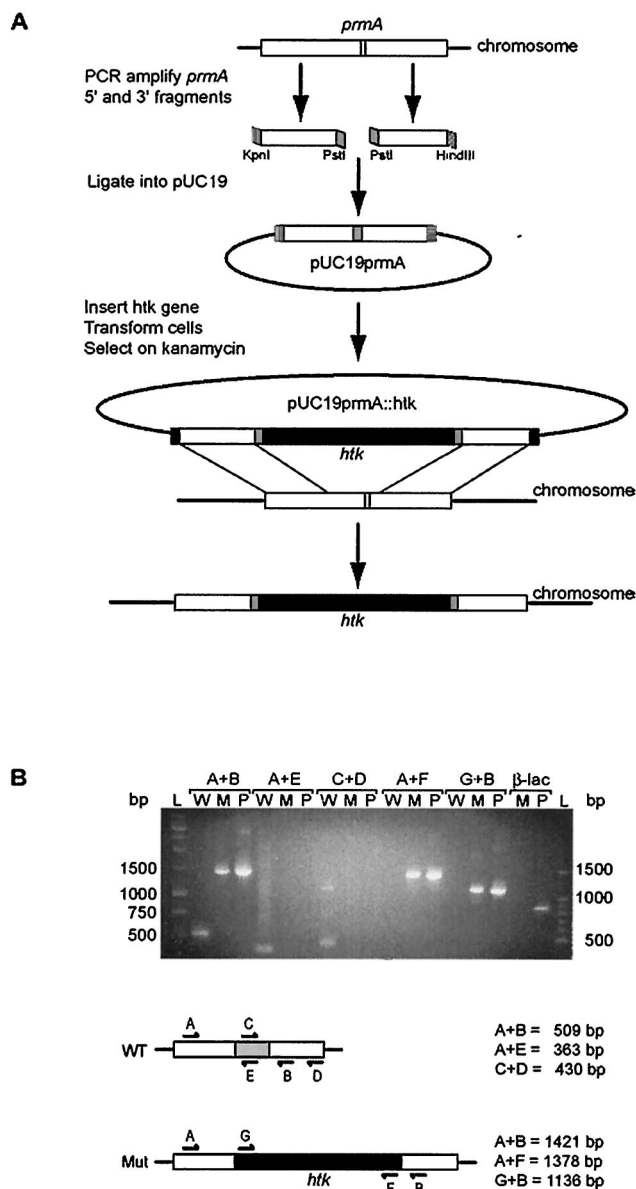 A
prmA
chromosome
PCR amplify prmA
5' and 3' fragments
KpnI PstI PstI HindIII
Ligate into pUC19
pUC19prmA
Insert htk gene
Transform cells
Select on kanamycin
pUC19prmA::htk
htk
chromosome
chromosome
htk
B
A+B A+E C+D A+F G+B β-lac
bp L W M P W M P W M P W M P W M P M P L bp
1500
1000
750
500
1500
1000
500
A C
WT
E B D
A+B = 509 bp
A+E = 363 bp
C+D = 430 bp
A G
Mut
htk F B
A+B = 1421 bp
A+F = 1378 bp
G+B = 1136 bp